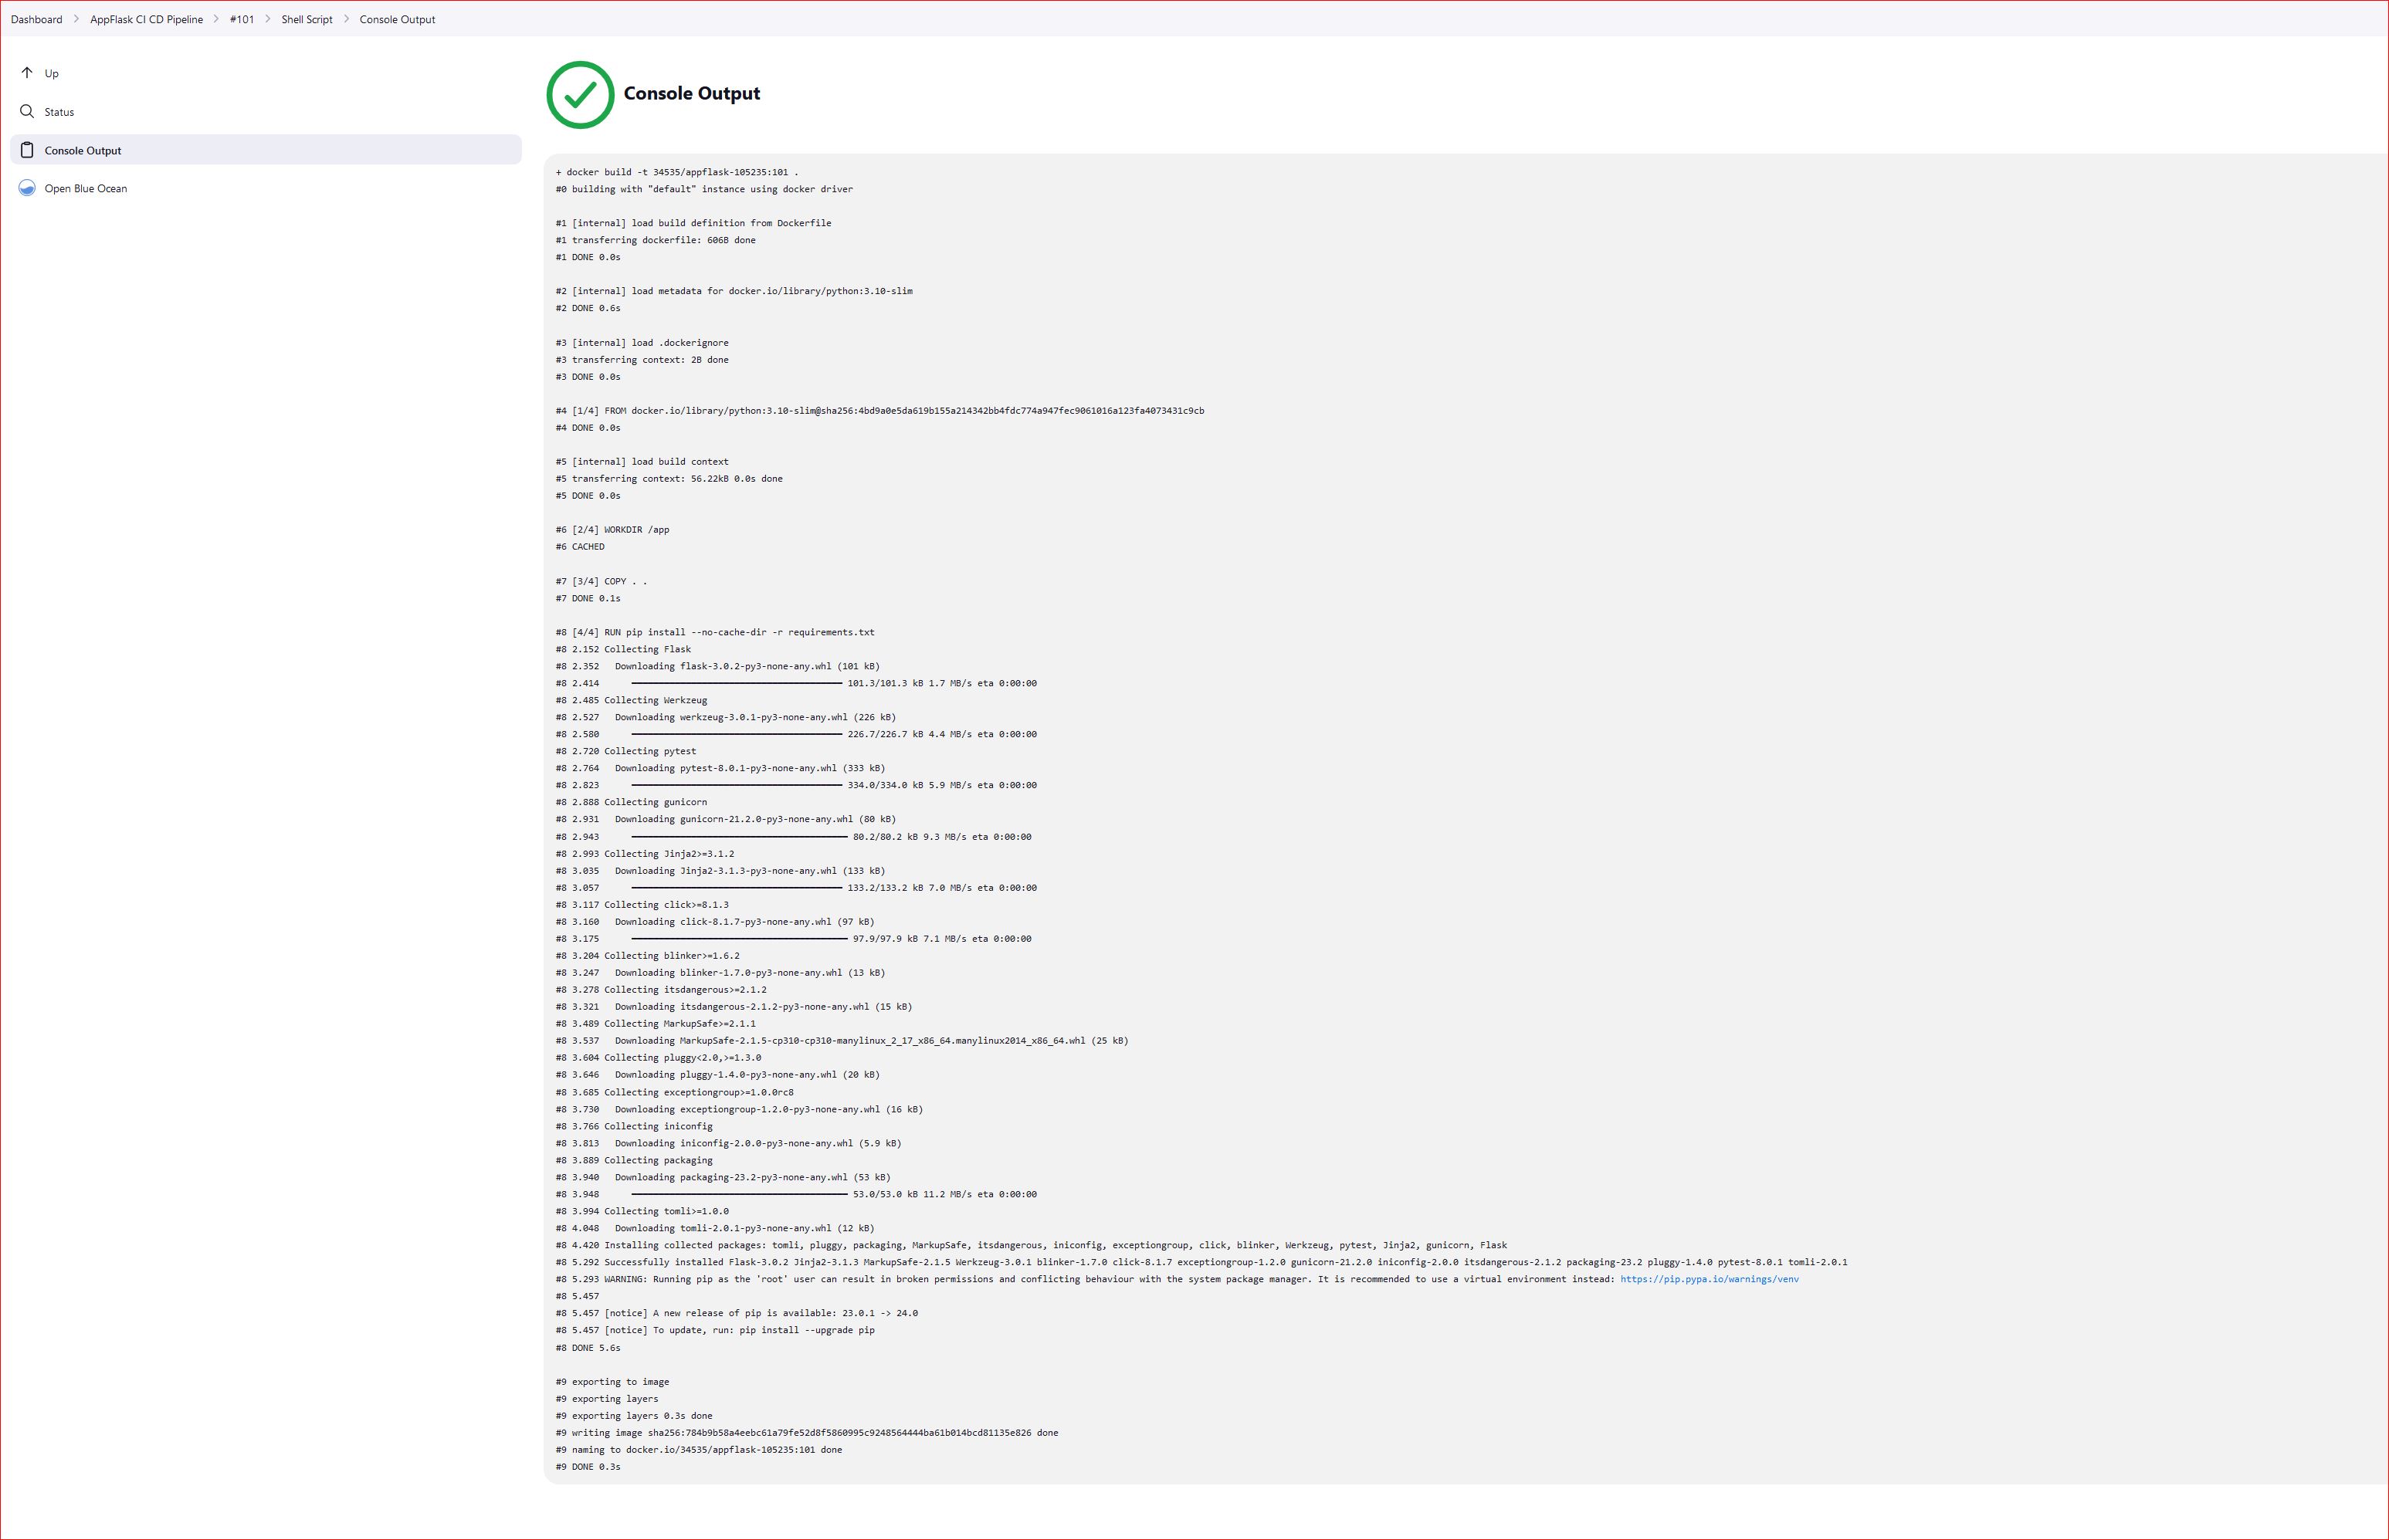 Dashboard > AppFlask CI CD Pipeline > #101 > Shell Script > Console Output
Up
Status
Console Output
Open Blue Ocean
Console Output
+ docker build -t 34535/appflask-105235:101 .
#0 building with "default" instance using docker driver
#1 [internal] load build definition from Dockerfile
#1 transferring dockerfile: 606B done
#1 DONE 0.0s
#2 [internal] load metadata for docker.io/library/python:3.10-slim
#2 DONE 0.6s
#3 [internal] load .dockerignore
#3 transferring context: 2B done
#3 DONE 0.0s
#4 [1/4] FROM docker.io/library/python:3.10-slim@sha256:4bd9a0e5da619b155a214342bb4fdc774a947fec9061016a123fa4073431c9cb
#4 DONE 0.0s
#5 [internal] load build context
#5 transferring context: 56.22kB 0.0s done
#5 DONE 0.0s
#6 [2/4] WORKDIR /app
#6 CACHED
#7 [3/4] COPY . .
#7 DONE 0.1s
#8 [4/4] RUN pip install --no-cache-dir -r requirements.txt
#8 2.152 Collecting Flask
#8 2.352   Downloading flask-3.0.2-py3-none-any.whl (101 kB)
#8 2.414      ━━━━━━━━━━━━━━━━━━━━━━━━━━━━━━━━━━━━━━━ 101.3/101.3 kB 1.7 MB/s eta 0:00:00
#8 2.485 Collecting Werkzeug
#8 2.527   Downloading werkzeug-3.0.1-py3-none-any.whl (226 kB)
#8 2.580      ━━━━━━━━━━━━━━━━━━━━━━━━━━━━━━━━━━━━━━━ 226.7/226.7 kB 4.4 MB/s eta 0:00:00
#8 2.720 Collecting pytest
#8 2.764   Downloading pytest-8.0.1-py3-none-any.whl (333 kB)
#8 2.823      ━━━━━━━━━━━━━━━━━━━━━━━━━━━━━━━━━━━━━━━ 334.0/334.0 kB 5.9 MB/s eta 0:00:00
#8 2.888 Collecting gunicorn
#8 2.931   Downloading gunicorn-21.2.0-py3-none-any.whl (80 kB)
#8 2.943      ━━━━━━━━━━━━━━━━━━━━━━━━━━━━━━━━━━━━━━━━ 80.2/80.2 kB 9.3 MB/s eta 0:00:00
#8 2.993 Collecting Jinja2>=3.1.2
#8 3.035   Downloading Jinja2-3.1.3-py3-none-any.whl (133 kB)
#8 3.057      ━━━━━━━━━━━━━━━━━━━━━━━━━━━━━━━━━━━━━━━ 133.2/133.2 kB 7.0 MB/s eta 0:00:00
#8 3.117 Collecting click>=8.1.3
#8 3.160   Downloading click-8.1.7-py3-none-any.whl (97 kB)
#8 3.175      ━━━━━━━━━━━━━━━━━━━━━━━━━━━━━━━━━━━━━━━━ 97.9/97.9 kB 7.1 MB/s eta 0:00:00
#8 3.204 Collecting blinker>=1.6.2
#8 3.247   Downloading blinker-1.7.0-py3-none-any.whl (13 kB)
#8 3.278 Collecting itsdangerous>=2.1.2
#8 3.321   Downloading itsdangerous-2.1.2-py3-none-any.whl (15 kB)
#8 3.489 Collecting MarkupSafe>=2.1.1
#8 3.537   Downloading MarkupSafe-2.1.5-cp310-cp310-manylinux_2_17_x86_64.manylinux2014_x86_64.whl (25 kB)
#8 3.604 Collecting pluggy<2.0,>=1.3.0
#8 3.646   Downloading pluggy-1.4.0-py3-none-any.whl (20 kB)
#8 3.685 Collecting exceptiongroup>=1.0.0rc8
#8 3.730   Downloading exceptiongroup-1.2.0-py3-none-any.whl (16 kB)
#8 3.766 Collecting iniconfig
#8 3.813   Downloading iniconfig-2.0.0-py3-none-any.whl (5.9 kB)
#8 3.889 Collecting packaging
#8 3.940   Downloading packaging-23.2-py3-none-any.whl (53 kB)
#8 3.948      ━━━━━━━━━━━━━━━━━━━━━━━━━━━━━━━━━━━━━━━━ 53.0/53.0 kB 11.2 MB/s eta 0:00:00
#8 3.994 Collecting tomli>=1.0.0
#8 4.048   Downloading tomli-2.0.1-py3-none-any.whl (12 kB)
#8 4.420 Installing collected packages: tomli, pluggy, packaging, MarkupSafe, itsdangerous, iniconfig, exceptiongroup, click, blinker, Werkzeug, pytest, Jinja2, gunicorn, Flask
#8 5.292 Successfully installed Flask-3.0.2 Jinja2-3.1.3 MarkupSafe-2.1.5 Werkzeug-3.0.1 blinker-1.7.0 click-8.1.7 exceptiongroup-1.2.0 gunicorn-21.2.0 iniconfig-2.0.0 itsdangerous-2.1.2 packaging-23.2 pluggy-1.4.0 pytest-8.0.1 tomli-2.0.1
#8 5.293 WARNING: Running pip as the 'root' user can result in broken permissions and conflicting behaviour with the system package manager. It is recommended to use a virtual environment instead: https://pip.pypa.io/warnings/venv
#8 5.457
#8 5.457 [notice] A new release of pip is available: 23.0.1 -> 24.0
#8 5.457 [notice] To update, run: pip install --upgrade pip
#8 DONE 5.6s
#9 exporting to image
#9 exporting layers
#9 exporting layers 0.3s done
#9 writing image sha256:784b9b58a4eebc61a79fe52d8f5860995c9248564444ba61b014bcd81135e826 done
#9 naming to docker.io/34535/appflask-105235:101 done
#9 DONE 0.3s